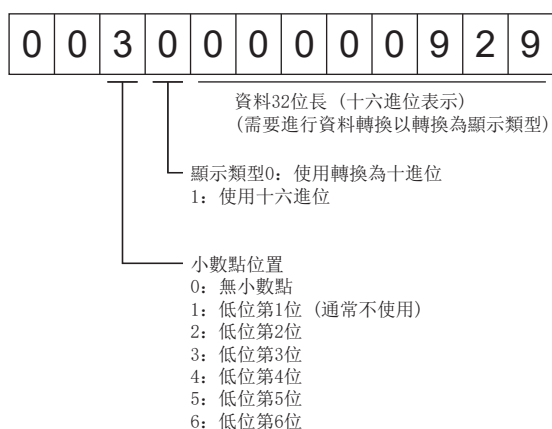 0 0 3 0 0 0 0 0 0 9 2 9
資料32位長 (十六進位表示)
(需要進行資料轉換以轉換為顯示類型)
顯示類型0: 使用轉換為十進位
1: 使用十六進位
小數點位置
0: 無小數點
1: 低位第1位 (通常不使用)
2: 低位第2位
3: 低位第3位
4: 低位第4位
5: 低位第5位
6: 低位第6位